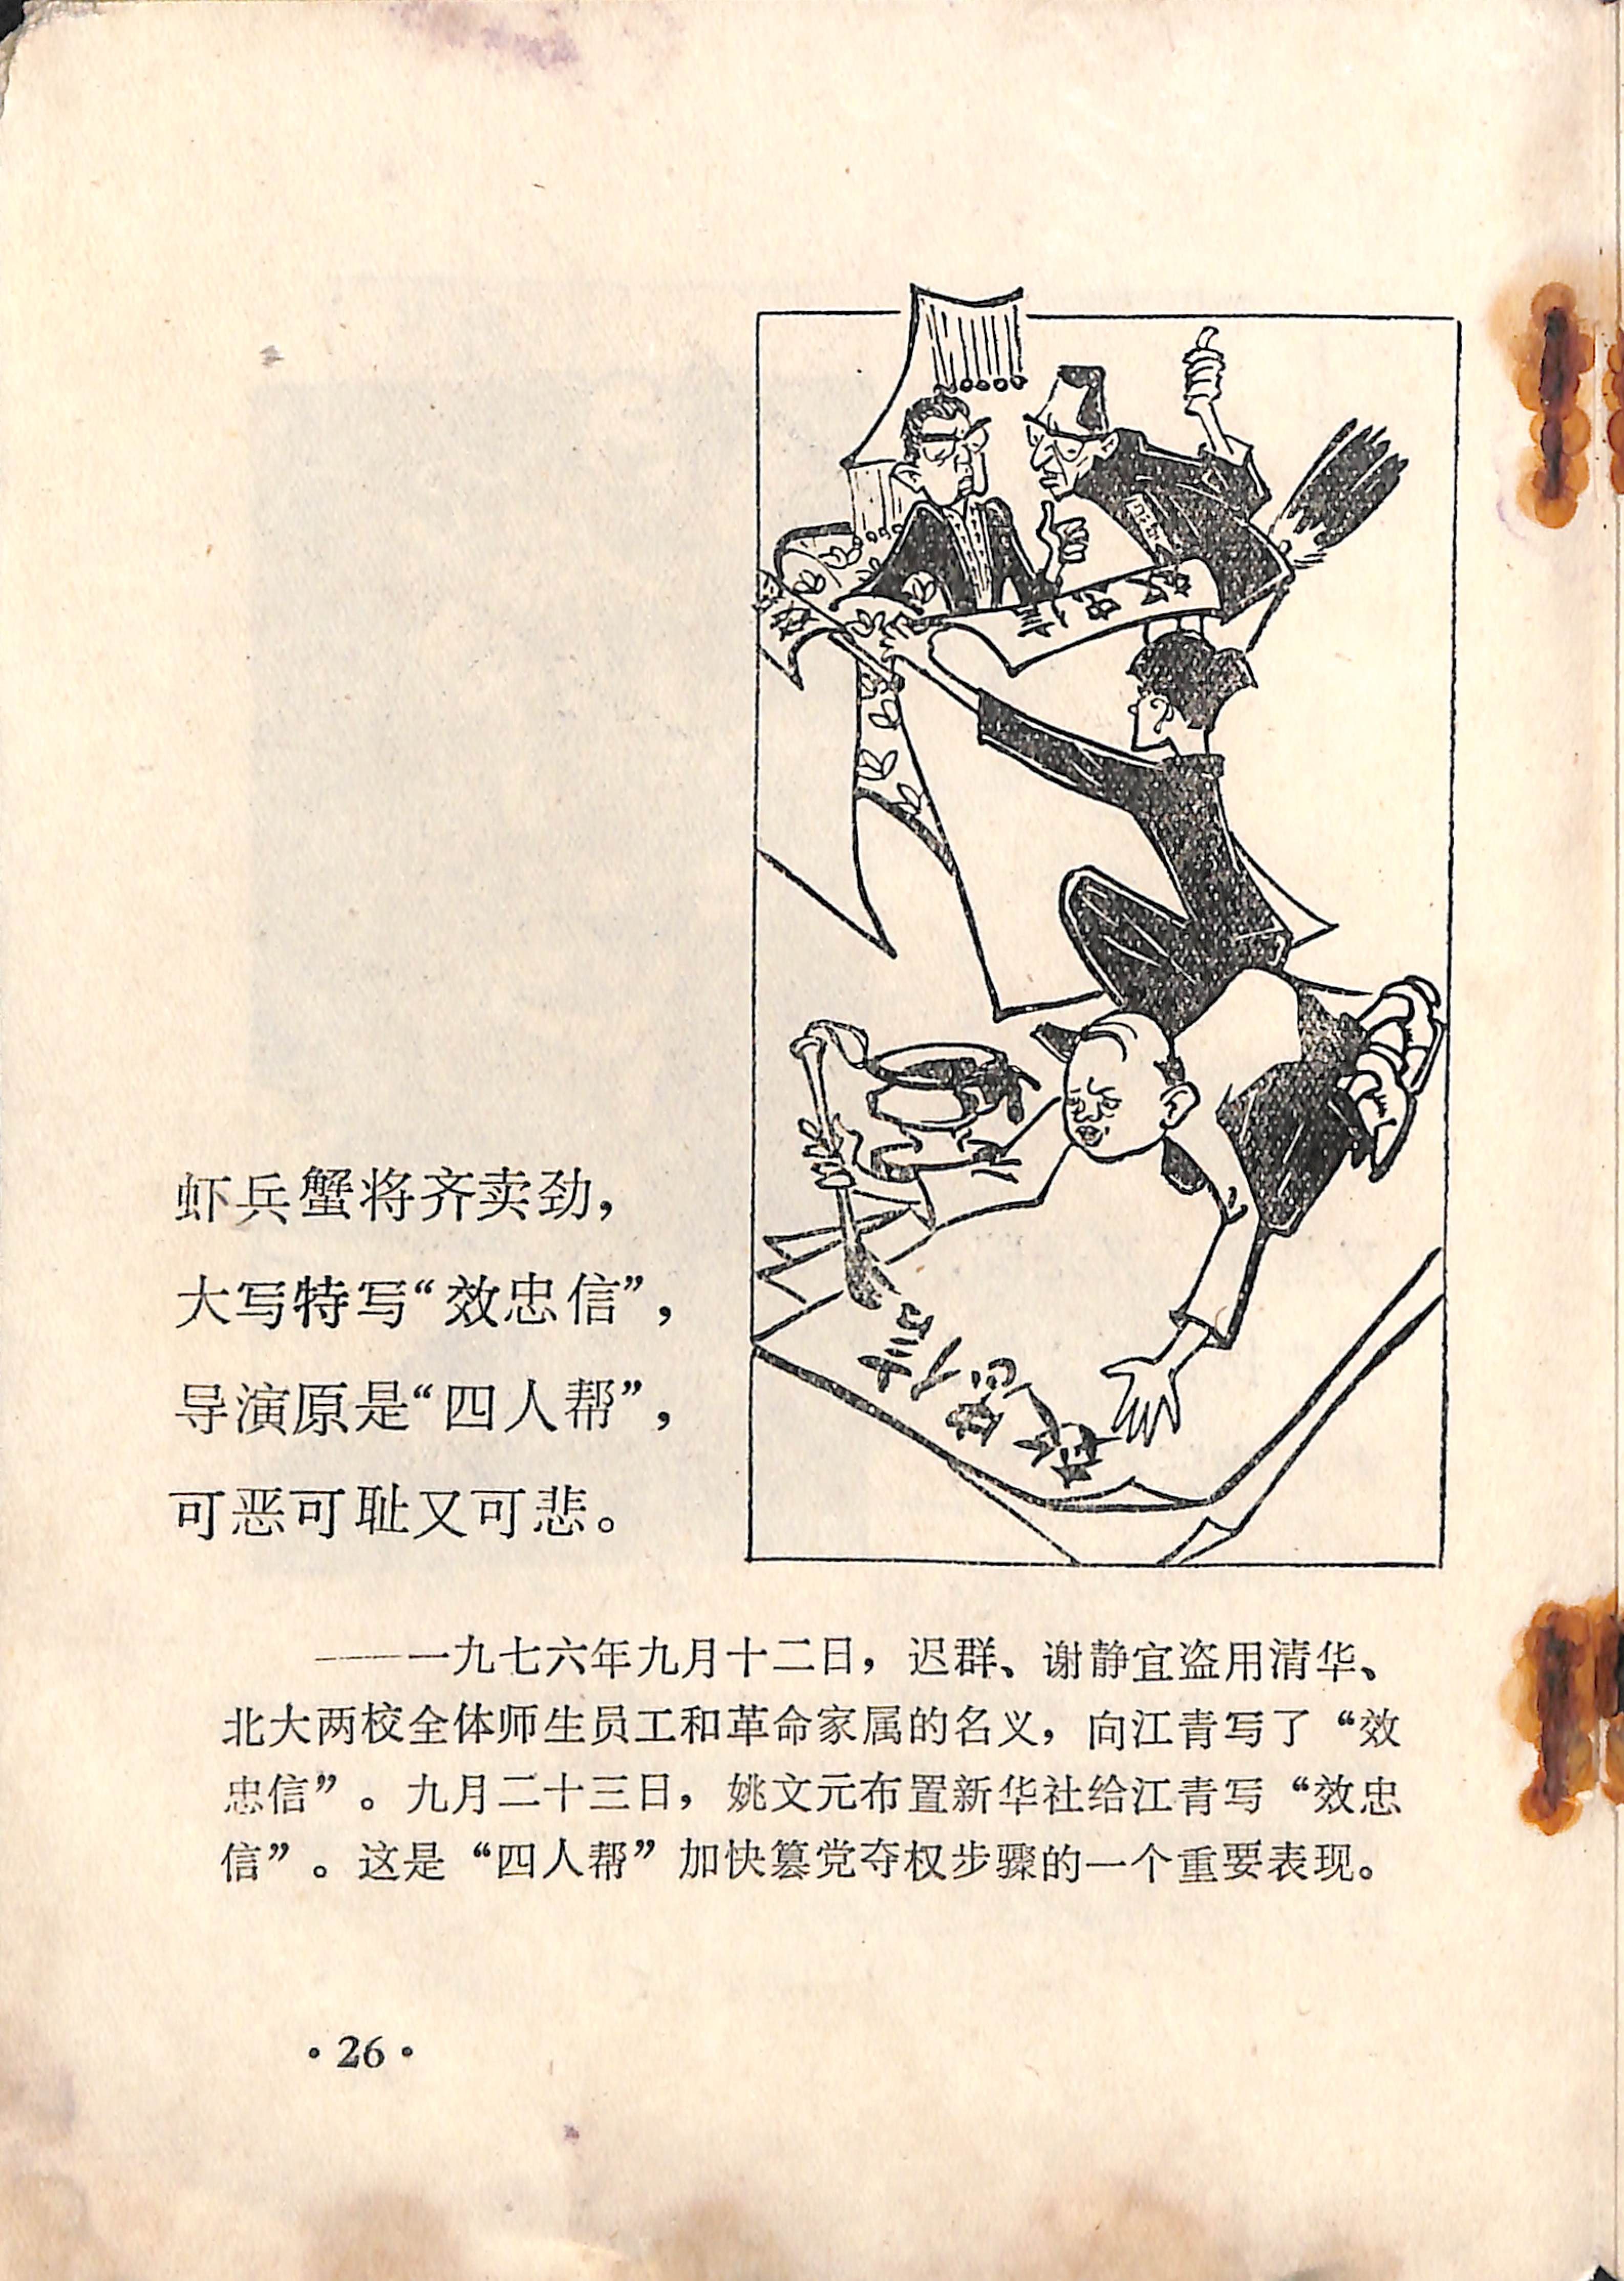 虾兵蟹将齐卖劲，
大写特写“效忠信”，
导演原是“四人帮”，
可恶可耻又可悲。
效忠信
——一九七六年九月十二日，迟群、谢静宜盗用清华、
北大两校全体师生员工和革命家属的名义，向江青写了“效
忠信”。九月二十三日，姚文元布置新华社给江青写“效忠
信”。这是“四人帮”加快篡党夺权步骤的一个重要表现。
·26·